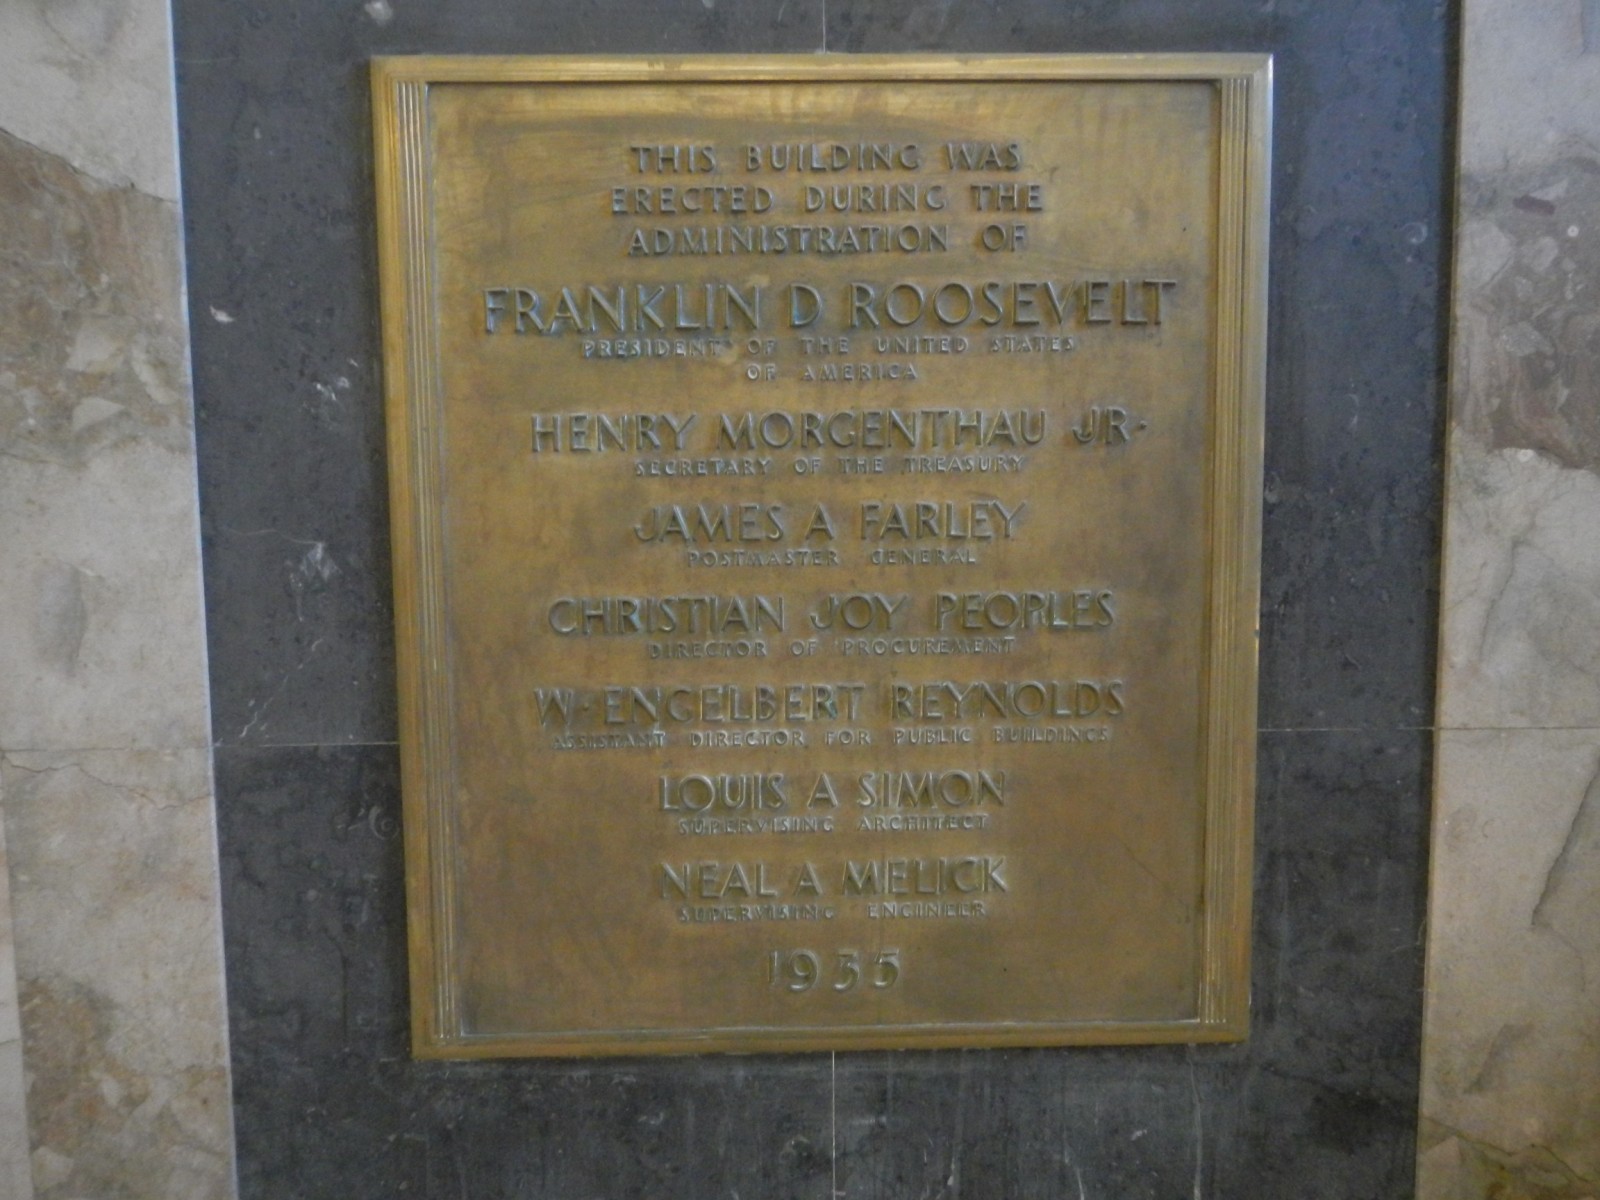 THIS BUILDING WAS
ERECTED DURING THE
ADMINISTRATION OF
FRANKLIN D ROOSEVELT
PRESIDENT OF THE UNITED STATES
OF AMERICA
HENRY MORGENTHAU JR·
SECRETARY OF THE TREASURY
JAMES A FARLEY
POSTMASTER GENERAL
CHRISTIAN JOY PEOPLES
DIRECTOR OF PROCUREMENT
W·ENGELBERT REYNOLDS
ASSISTANT DIRECTOR FOR PUBLIC BUILDINGS
LOUIS A SIMON
SUPERVISING ARCHITECT
NEAL A MELICK
SUPERVISING ENGINEER
1935